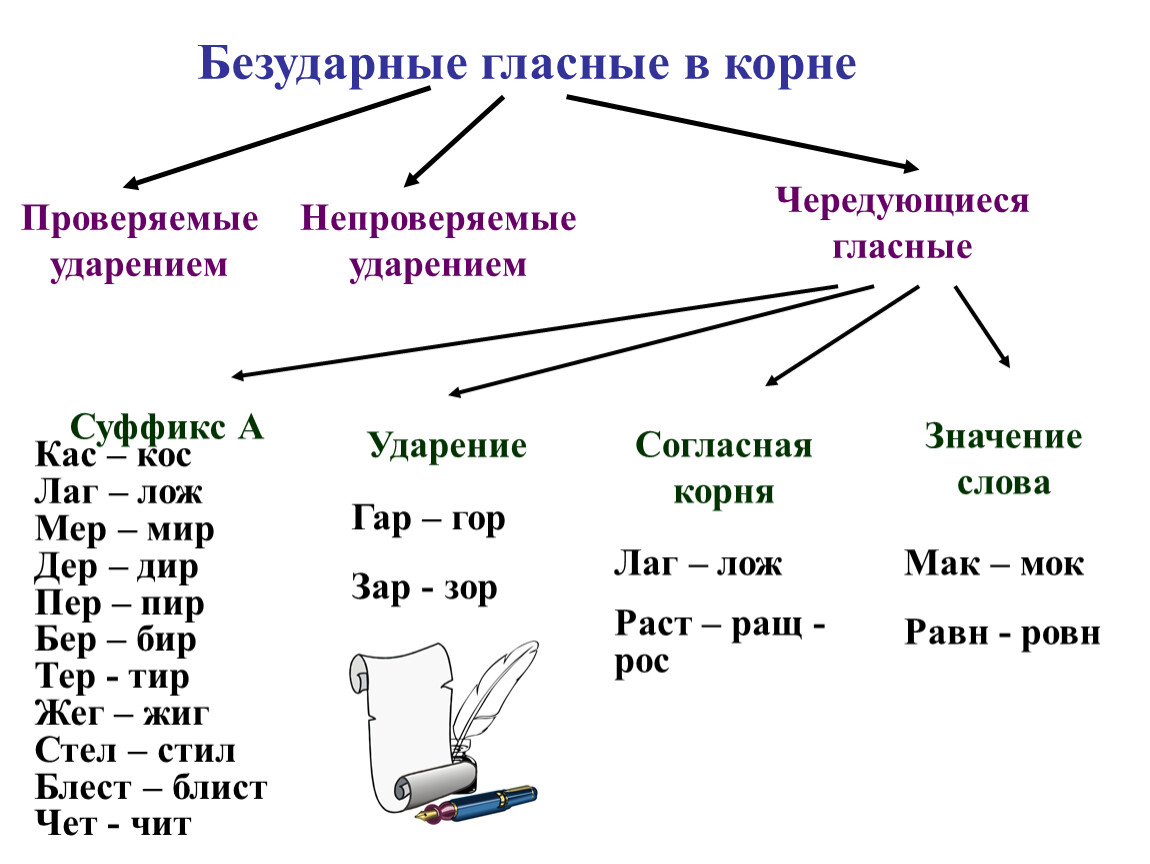 Безударные гласные в корне
Проверяемые
ударением
Непроверяемые
ударением
Чередующиеся
гласные
Суффикс А
Кас – кос
Лаг – лож
Мер – мир
Дер – дир
Пер – пир
Бер – бир
Тер - тир
Жег – жиг
Стел – стил
Блест – блист
Чет - чит
Ударение
Гар – гор
Зар - зор
Согласная
корня
Лаг – лож
Раст – ращ -
рос
Значение
слова
Мак – мок
Равн - ровн